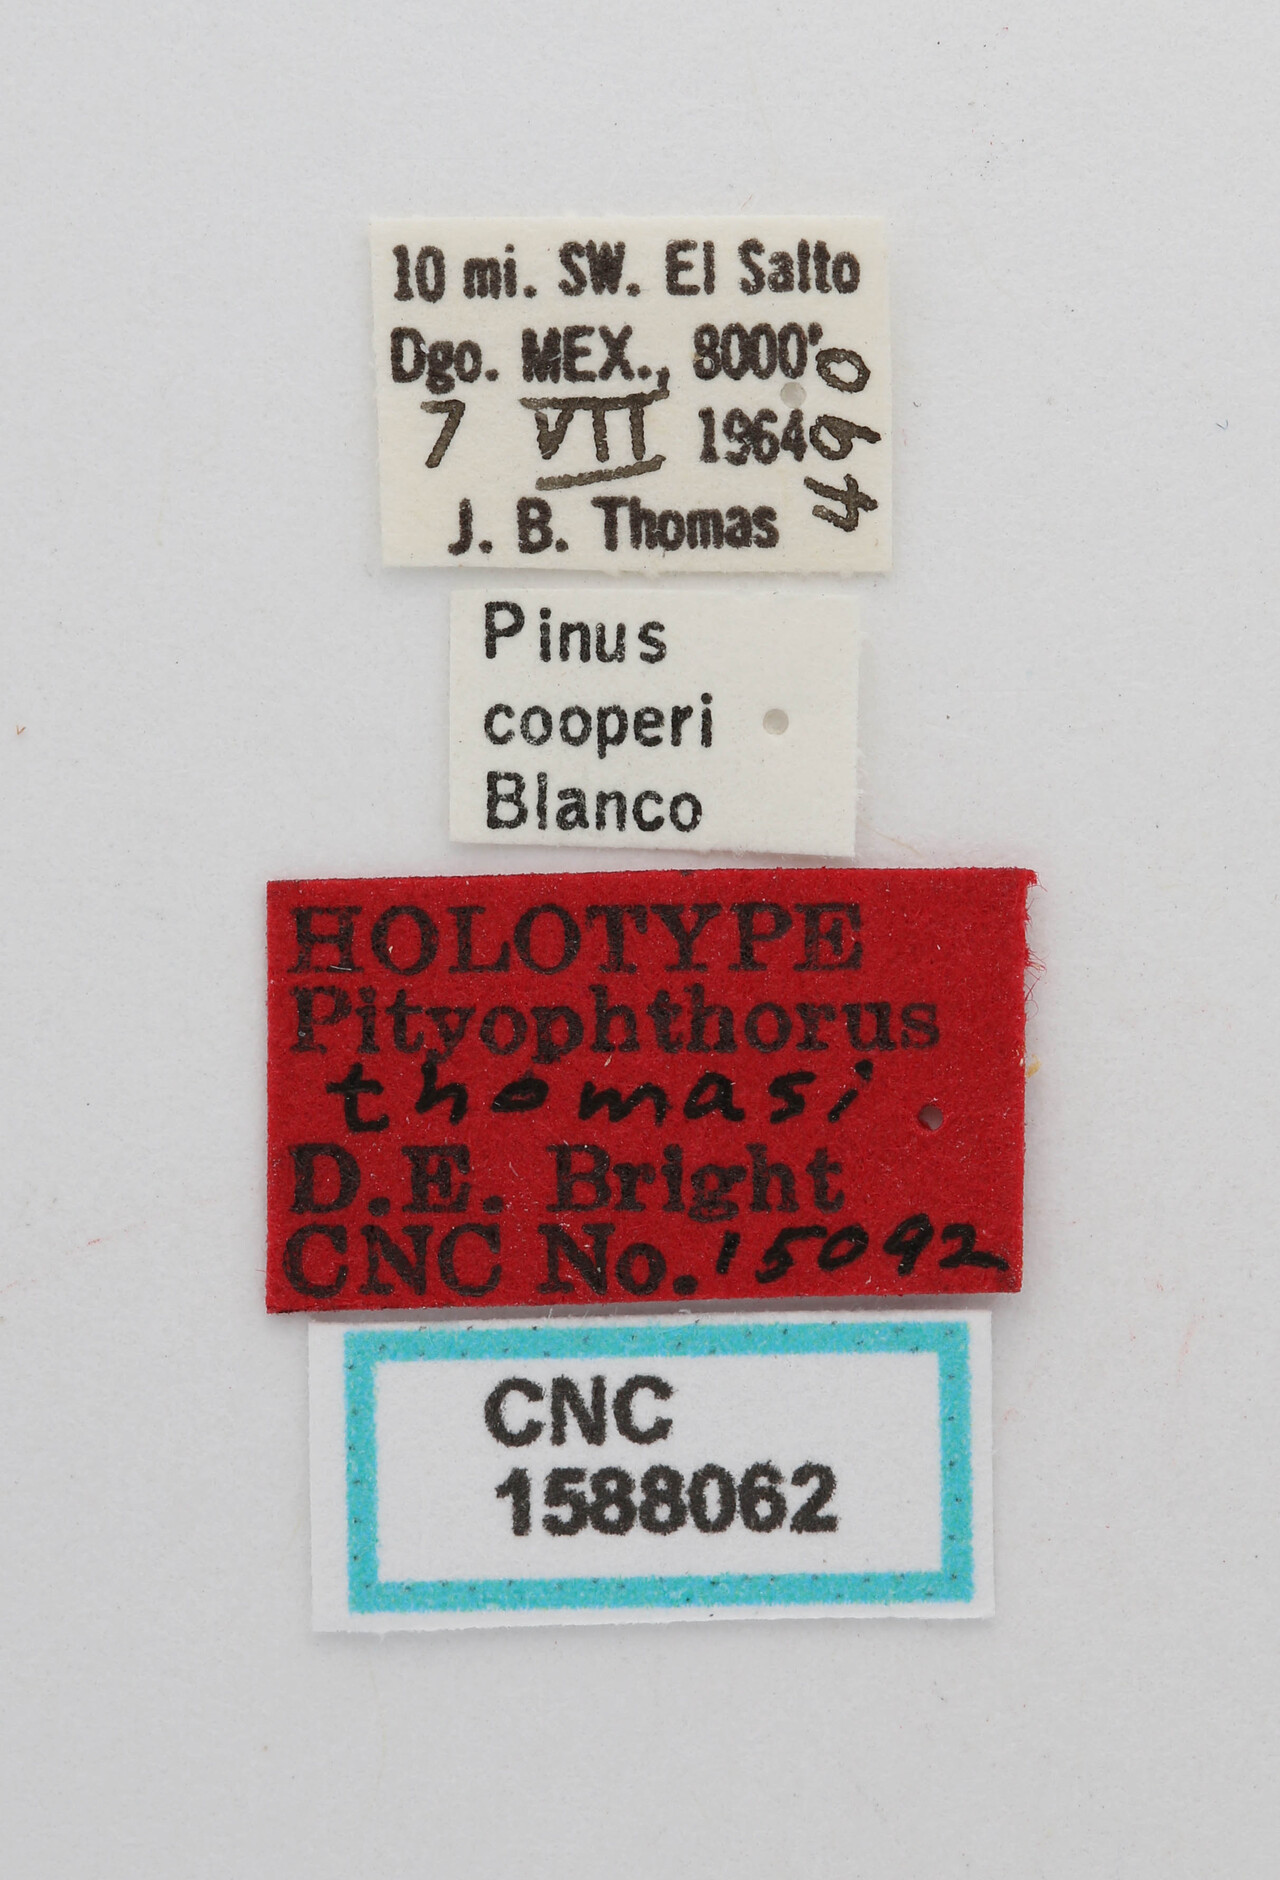 10 mi. SW. El Salto
Dgo. MEX., 8000'
7 VII 1964
J. B. Thomas
490
Pinus
cooperi
Blanco
HOLOTYPE
Pityophthorus
thomasi
D.E. Bright
CNC No. 15092
CNC
1588062